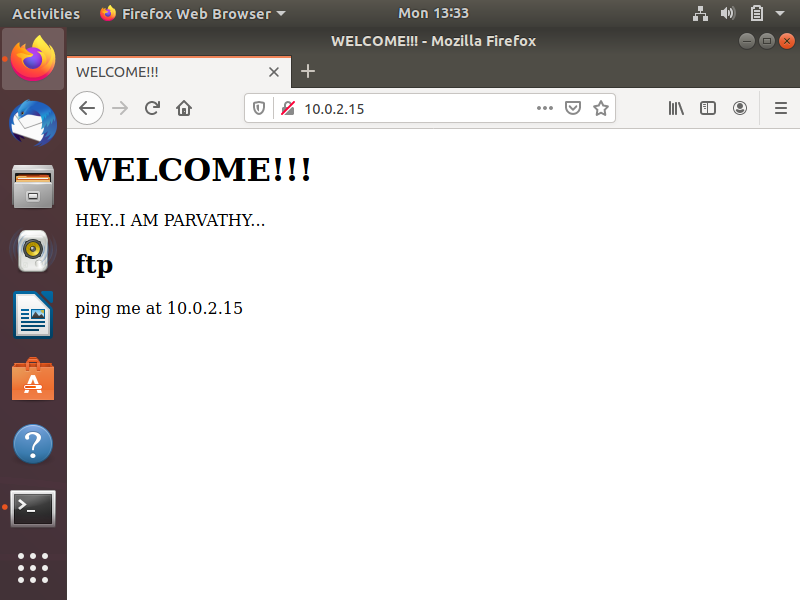 Activities Firefox Web Browser Mon 13:33
WELCOME!!! - Mozilla Firefox
WELCOME!!!
10.0.2.15
WELCOME!!!
HEY..I AM PARVATHY...
ftp
ping me at 10.0.2.15